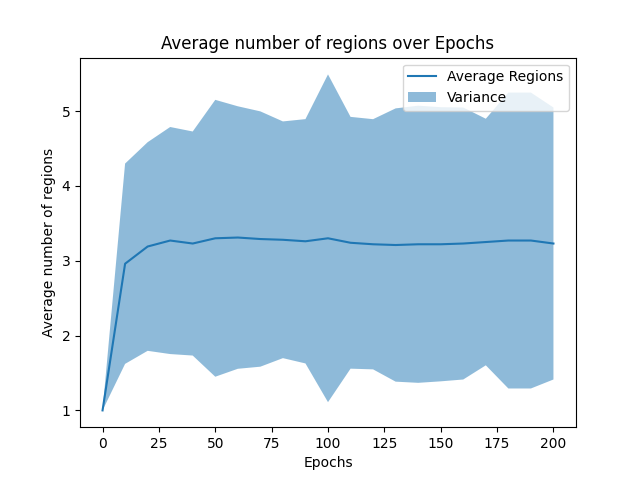 Average number of regions over Epochs
Average Regions
Variance
Average number of regions
5
4
3
2
1
0 25 50 75 100 125 150 175 200
Epochs